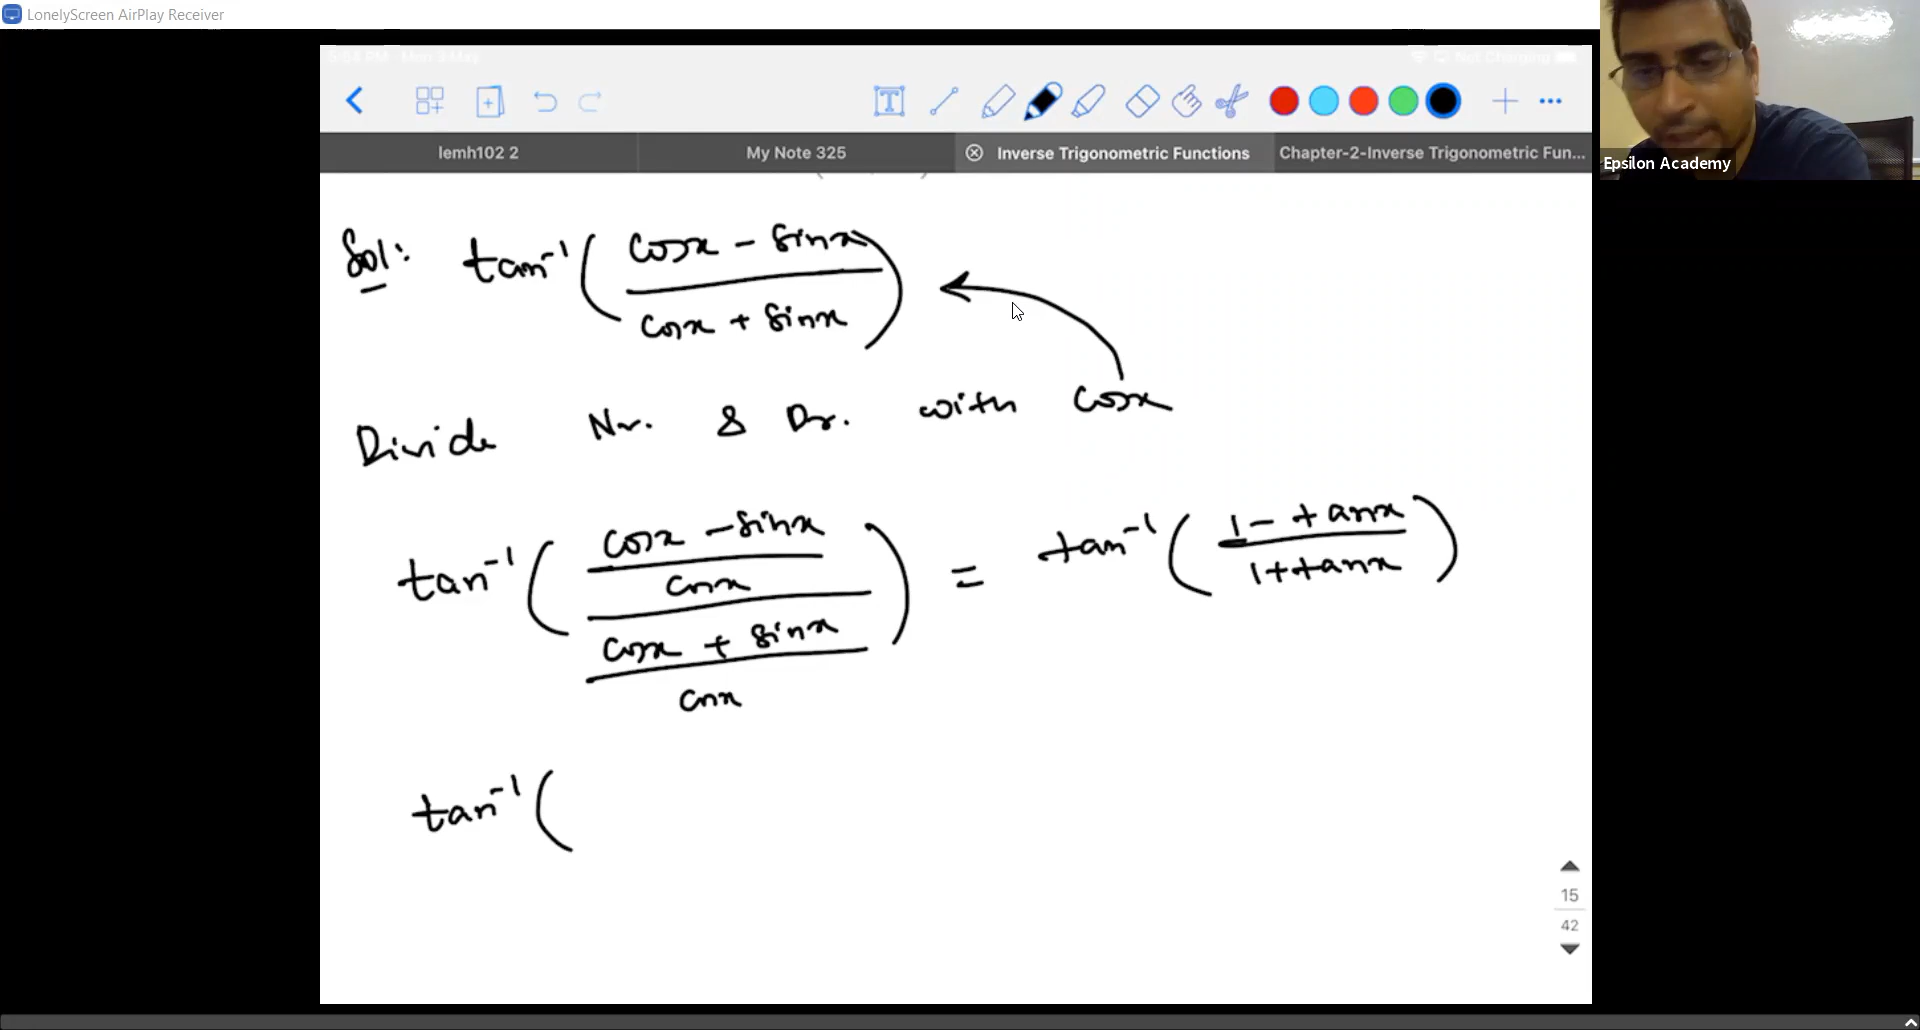 LonelyScreen AirPlay Receiver
T
lemh102 2
My Note 325
Inverse Trigonometric Functions
Chapter-2-Inverse Trigonometric Fun...
Epsilon Academy
Sol: tan⁻¹( (cosx − sinx) / (cosx + sinx) )
Divide Nr. & Dr. with cosx
tan⁻¹( ((cosx − sinx)/cosx) / ((cosx + sinx)/cosx) ) = tan⁻¹( (1 − tanx) / (1 + tanx) )
tan⁻¹(
15
42